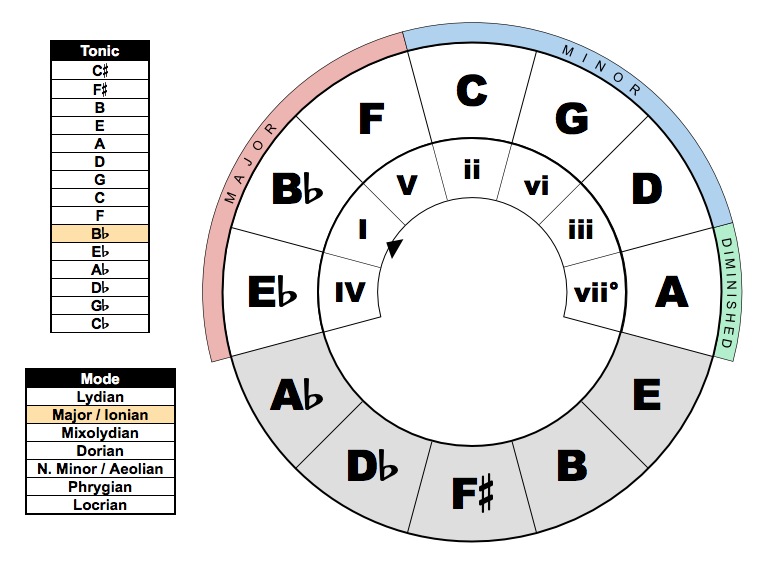 Tonic
C♯
F♯
B
E
A
D
G
C
F
B♭
E♭
A♭
D♭
G♭
C♭
Mode
Lydian
Major / Ionian
Mixolydian
Dorian
N. Minor / Aeolian
Phrygian
Locrian
MAJOR
MINOR
DIMINISHED
E♭
B♭
F
C
G
D
A
E
B
F♯
D♭
A♭
IV
I
V
ii
vi
iii
vii°